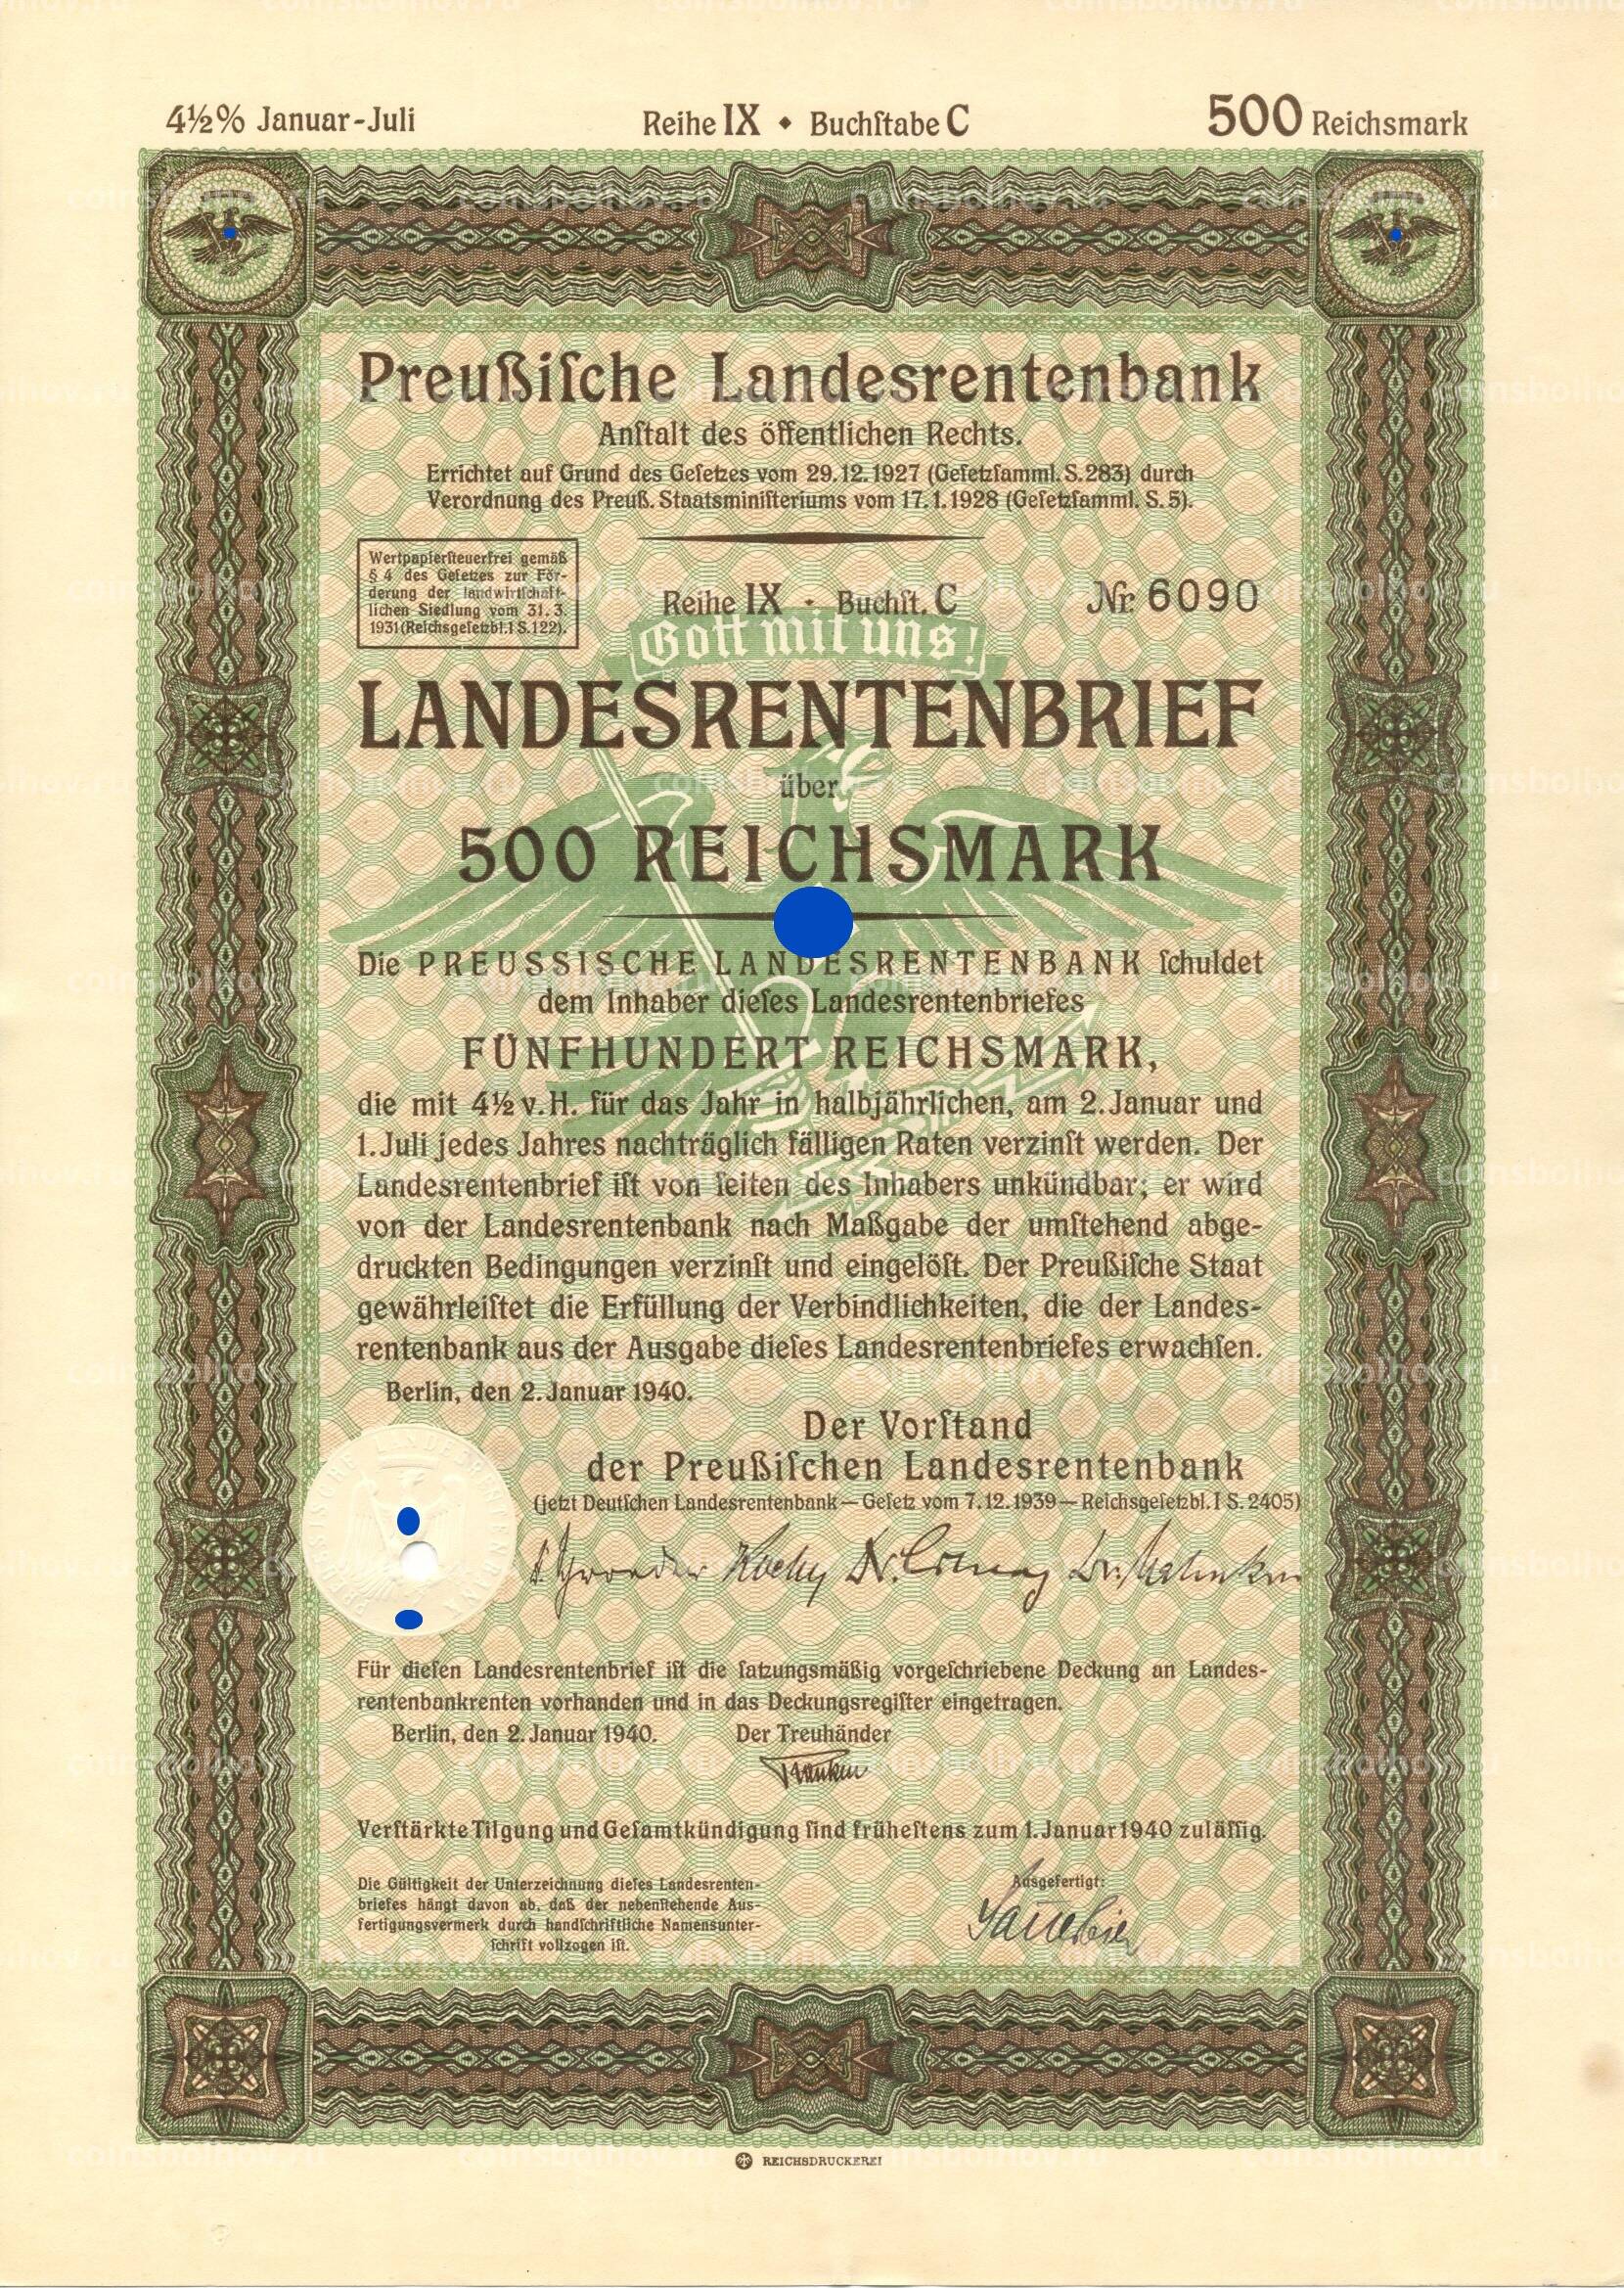 4½% Januar-Juli Reihe IX ◆ Buchſtabe C 500 Reichsmark
Preußiſche Landesrentenbank
Anſtalt des öffentlichen Rechts.
Errichtet auf Grund des Geſetzes vom 29.12.1927 (Geſetzſamml. S. 283) durch
Verordnung des Preuß. Staatsminiſteriums vom 17.1.1928 (Geſetzſamml. S. 5).
Wertpapierſteuerfrei gemäß
§ 4 des Geſetzes zur För-
derung der landwirtſchaft-
lichen Siedlung vom 31. 3.
1931 (Reichsgeſetzbl. I S. 122).
Reihe IX · Buchſt. C Nr. 6090
Gott mit uns!
LANDESRENTENBRIEF
über
500 REICHSMARK
Die PREUSSISCHE LANDESRENTENBANK ſchuldet
dem Inhaber dieſes Landesrentenbriefes
FÜNFHUNDERT REICHSMARK,
die mit 4½ v. H. für das Jahr in halbjährlichen, am 2. Januar und
1. Juli jedes Jahres nachträglich fälligen Raten verzinſt werden. Der
Landesrentenbrief iſt von ſeiten des Inhabers unkündbar; er wird
von der Landesrentenbank nach Maßgabe der umſtehend abge-
druckten Bedingungen verzinſt und eingelöſt. Der Preußiſche Staat
gewährleiſtet die Erfüllung der Verbindlichkeiten, die der Landes-
rentenbank aus der Ausgabe dieſes Landesrentenbriefes erwachſen.
Berlin, den 2. Januar 1940.
Der Vorſtand
der Preußiſchen Landesrentenbank
(jetzt Deutſchen Landesrentenbank — Geſetz vom 7. 12. 1939 — Reichsgeſetzbl. I S. 2405)
Für dieſen Landesrentenbrief iſt die ſatzungsmäßig vorgeſchriebene Deckung an Landes-
rentenbankrenten vorhanden und in das Deckungsregiſter eingetragen.
Berlin, den 2. Januar 1940. Der Treuhänder
Verſtärkte Tilgung und Geſamtkündigung ſind früheſtens zum 1. Januar 1940 zuläſſig.
Die Gültigkeit der Unterzeichnung dieſes Landesrenten-
briefes hängt davon ab, daß der nebenſtehende Aus-
fertigungsvermerk durch handſchriftliche Namensunter-
ſchrift vollzogen iſt.
Ausgefertigt:
REICHSDRUCKEREI
coinsbolhov.ru